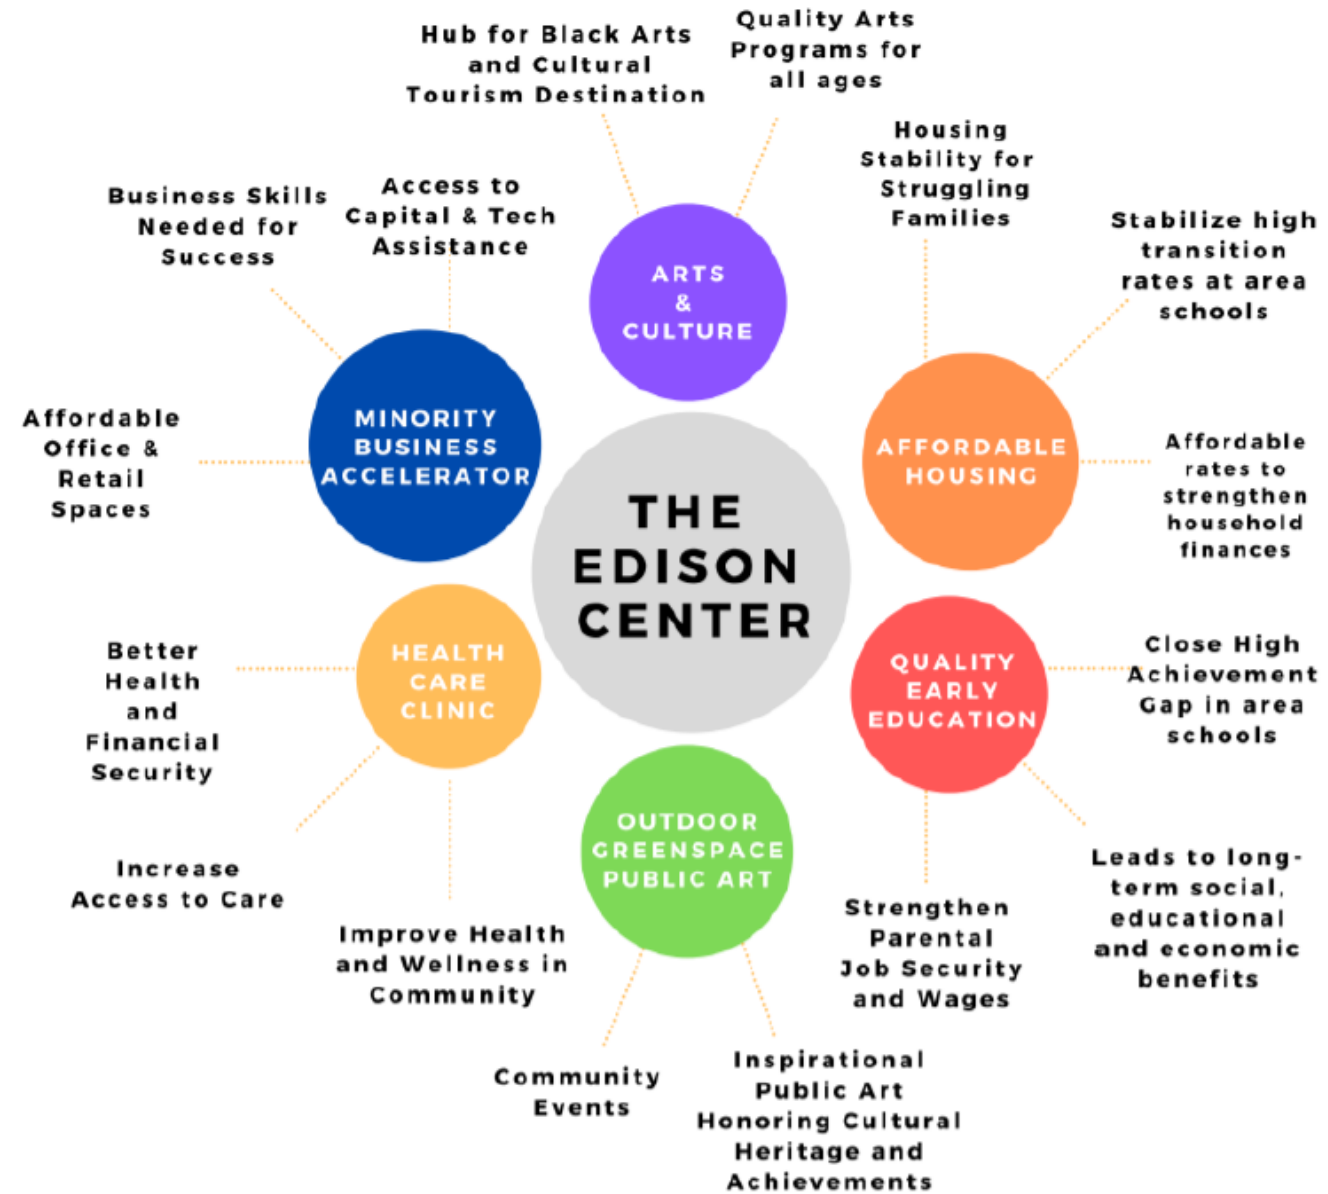 Hub for Black Arts
and Cultural
Tourism Destination
Quality Arts
Programs for
all ages
Housing
Stability for
Struggling
Families
Business Skills
Needed for
Success
Access to
Capital & Tech
Assistance
Stabilize high
transition
rates at area
schools
ARTS
&
CULTURE
MINORITY
BUSINESS
ACCELERATOR
Affordable
Office &
Retail
Spaces
AFFORDABLE
HOUSING
Affordable
rates to
strengthen
household
finances
THE
EDISON
CENTER
Better
Health
and
Financial
Security
HEALTH
CARE
CLINIC
QUALITY
EARLY
EDUCATION
Close High
Achievement
Gap in area
schools
OUTDOOR
GREENSPACE
PUBLIC ART
Increase
Access to Care
Improve Health
and Wellness in
Community
Strengthen
Parental
Job Security
and Wages
Leads to long-
term social,
educational
and economic
benefits
Community
Events
Inspirational
Public Art
Honoring Cultural
Heritage and
Achievements